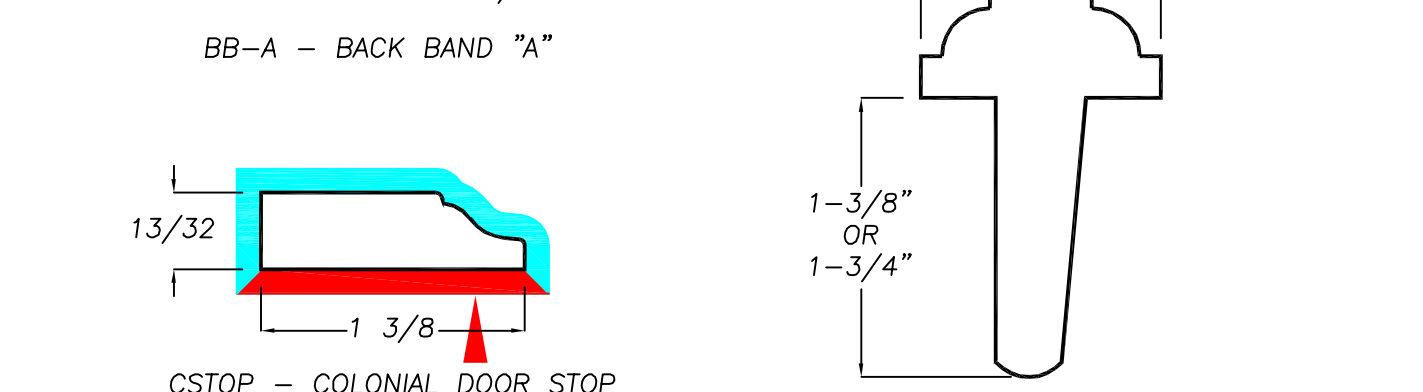 BB-A - BACK BAND "A"
13/32
1 3/8
CSTOP - COLONIAL DOOR STOP
1-3/8"
OR
1-3/4"